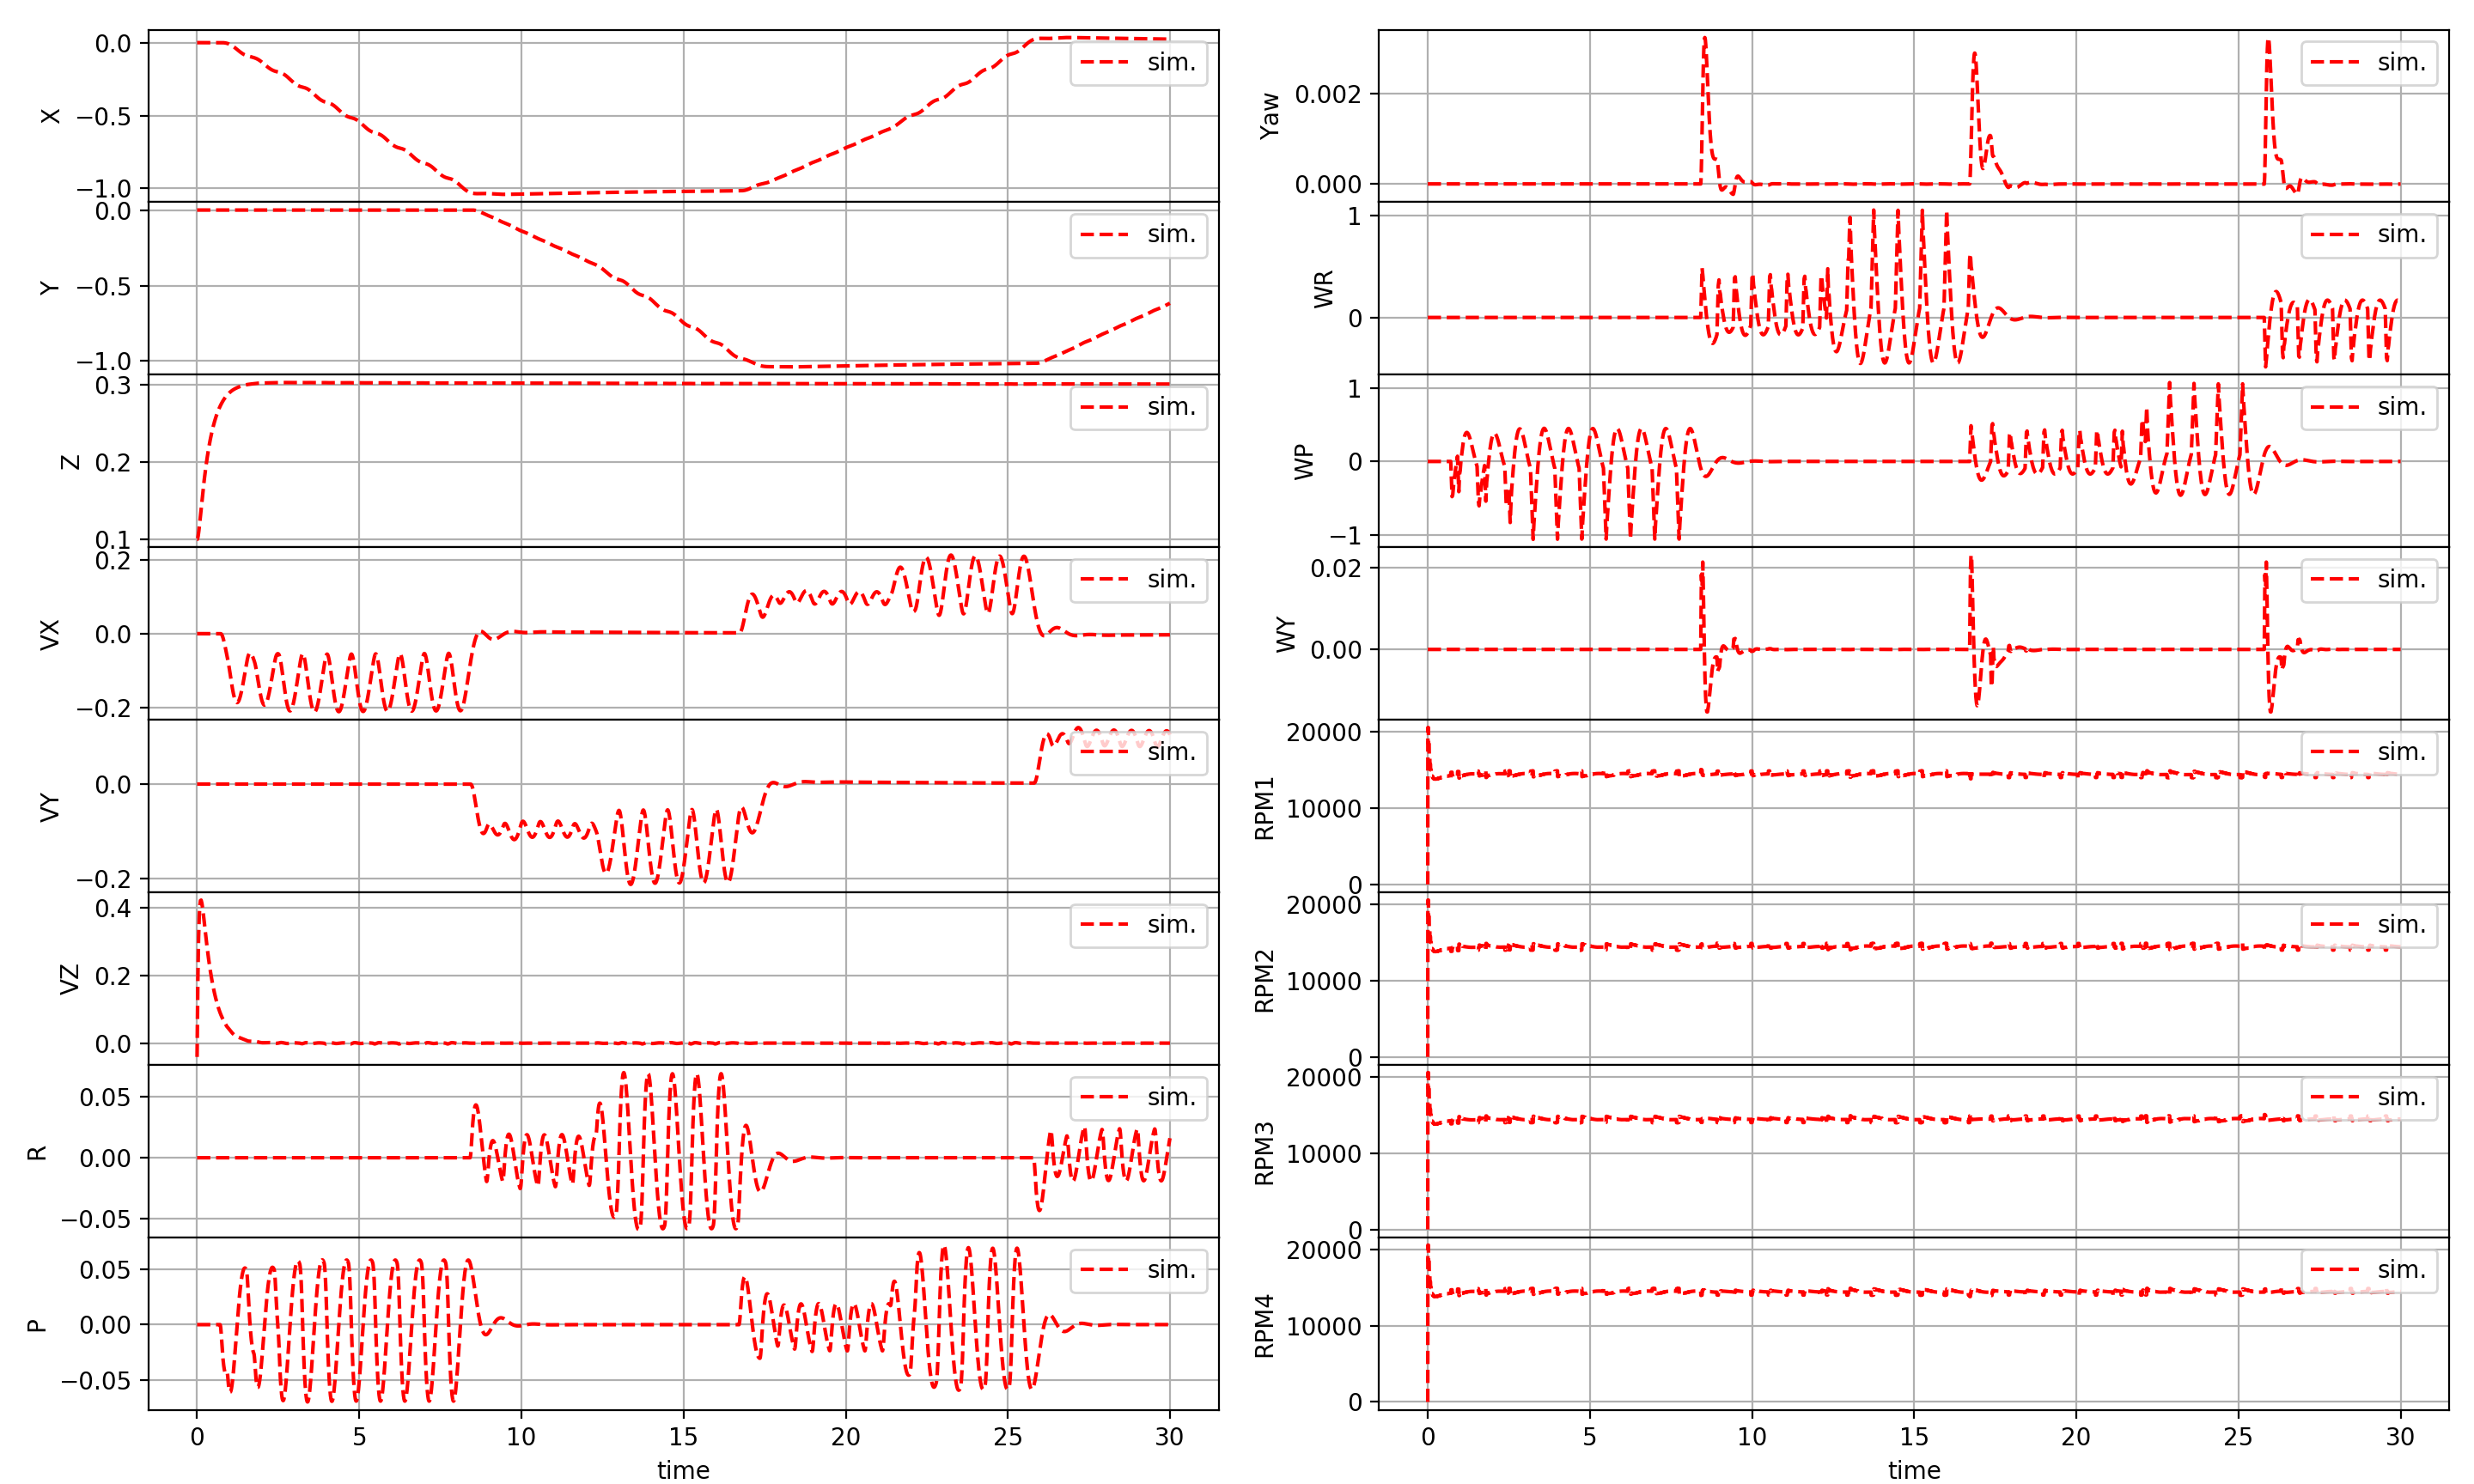 0.0
−0.5
−1.0
X
sim.
0.0
−0.5
−1.0
Y
sim.
0.3
0.2
0.1
Z
sim.
0.2
0.0
−0.2
VX
sim.
0.0
−0.2
VY
sim.
0.4
0.2
0.0
VZ
sim.
0.05
0.00
−0.05
R
sim.
0.05
0.00
−0.05
P
sim.
0 5 10 15 20 25 30
time
0.002
0.000
Yaw
sim.
1
0
WR
sim.
1
0
−1
WP
sim.
0.02
0.00
WY
sim.
20000
10000
0
RPM1
sim.
20000
10000
0
RPM2
sim.
20000
10000
0
RPM3
sim.
20000
10000
0
RPM4
sim.
0 5 10 15 20 25 30
time